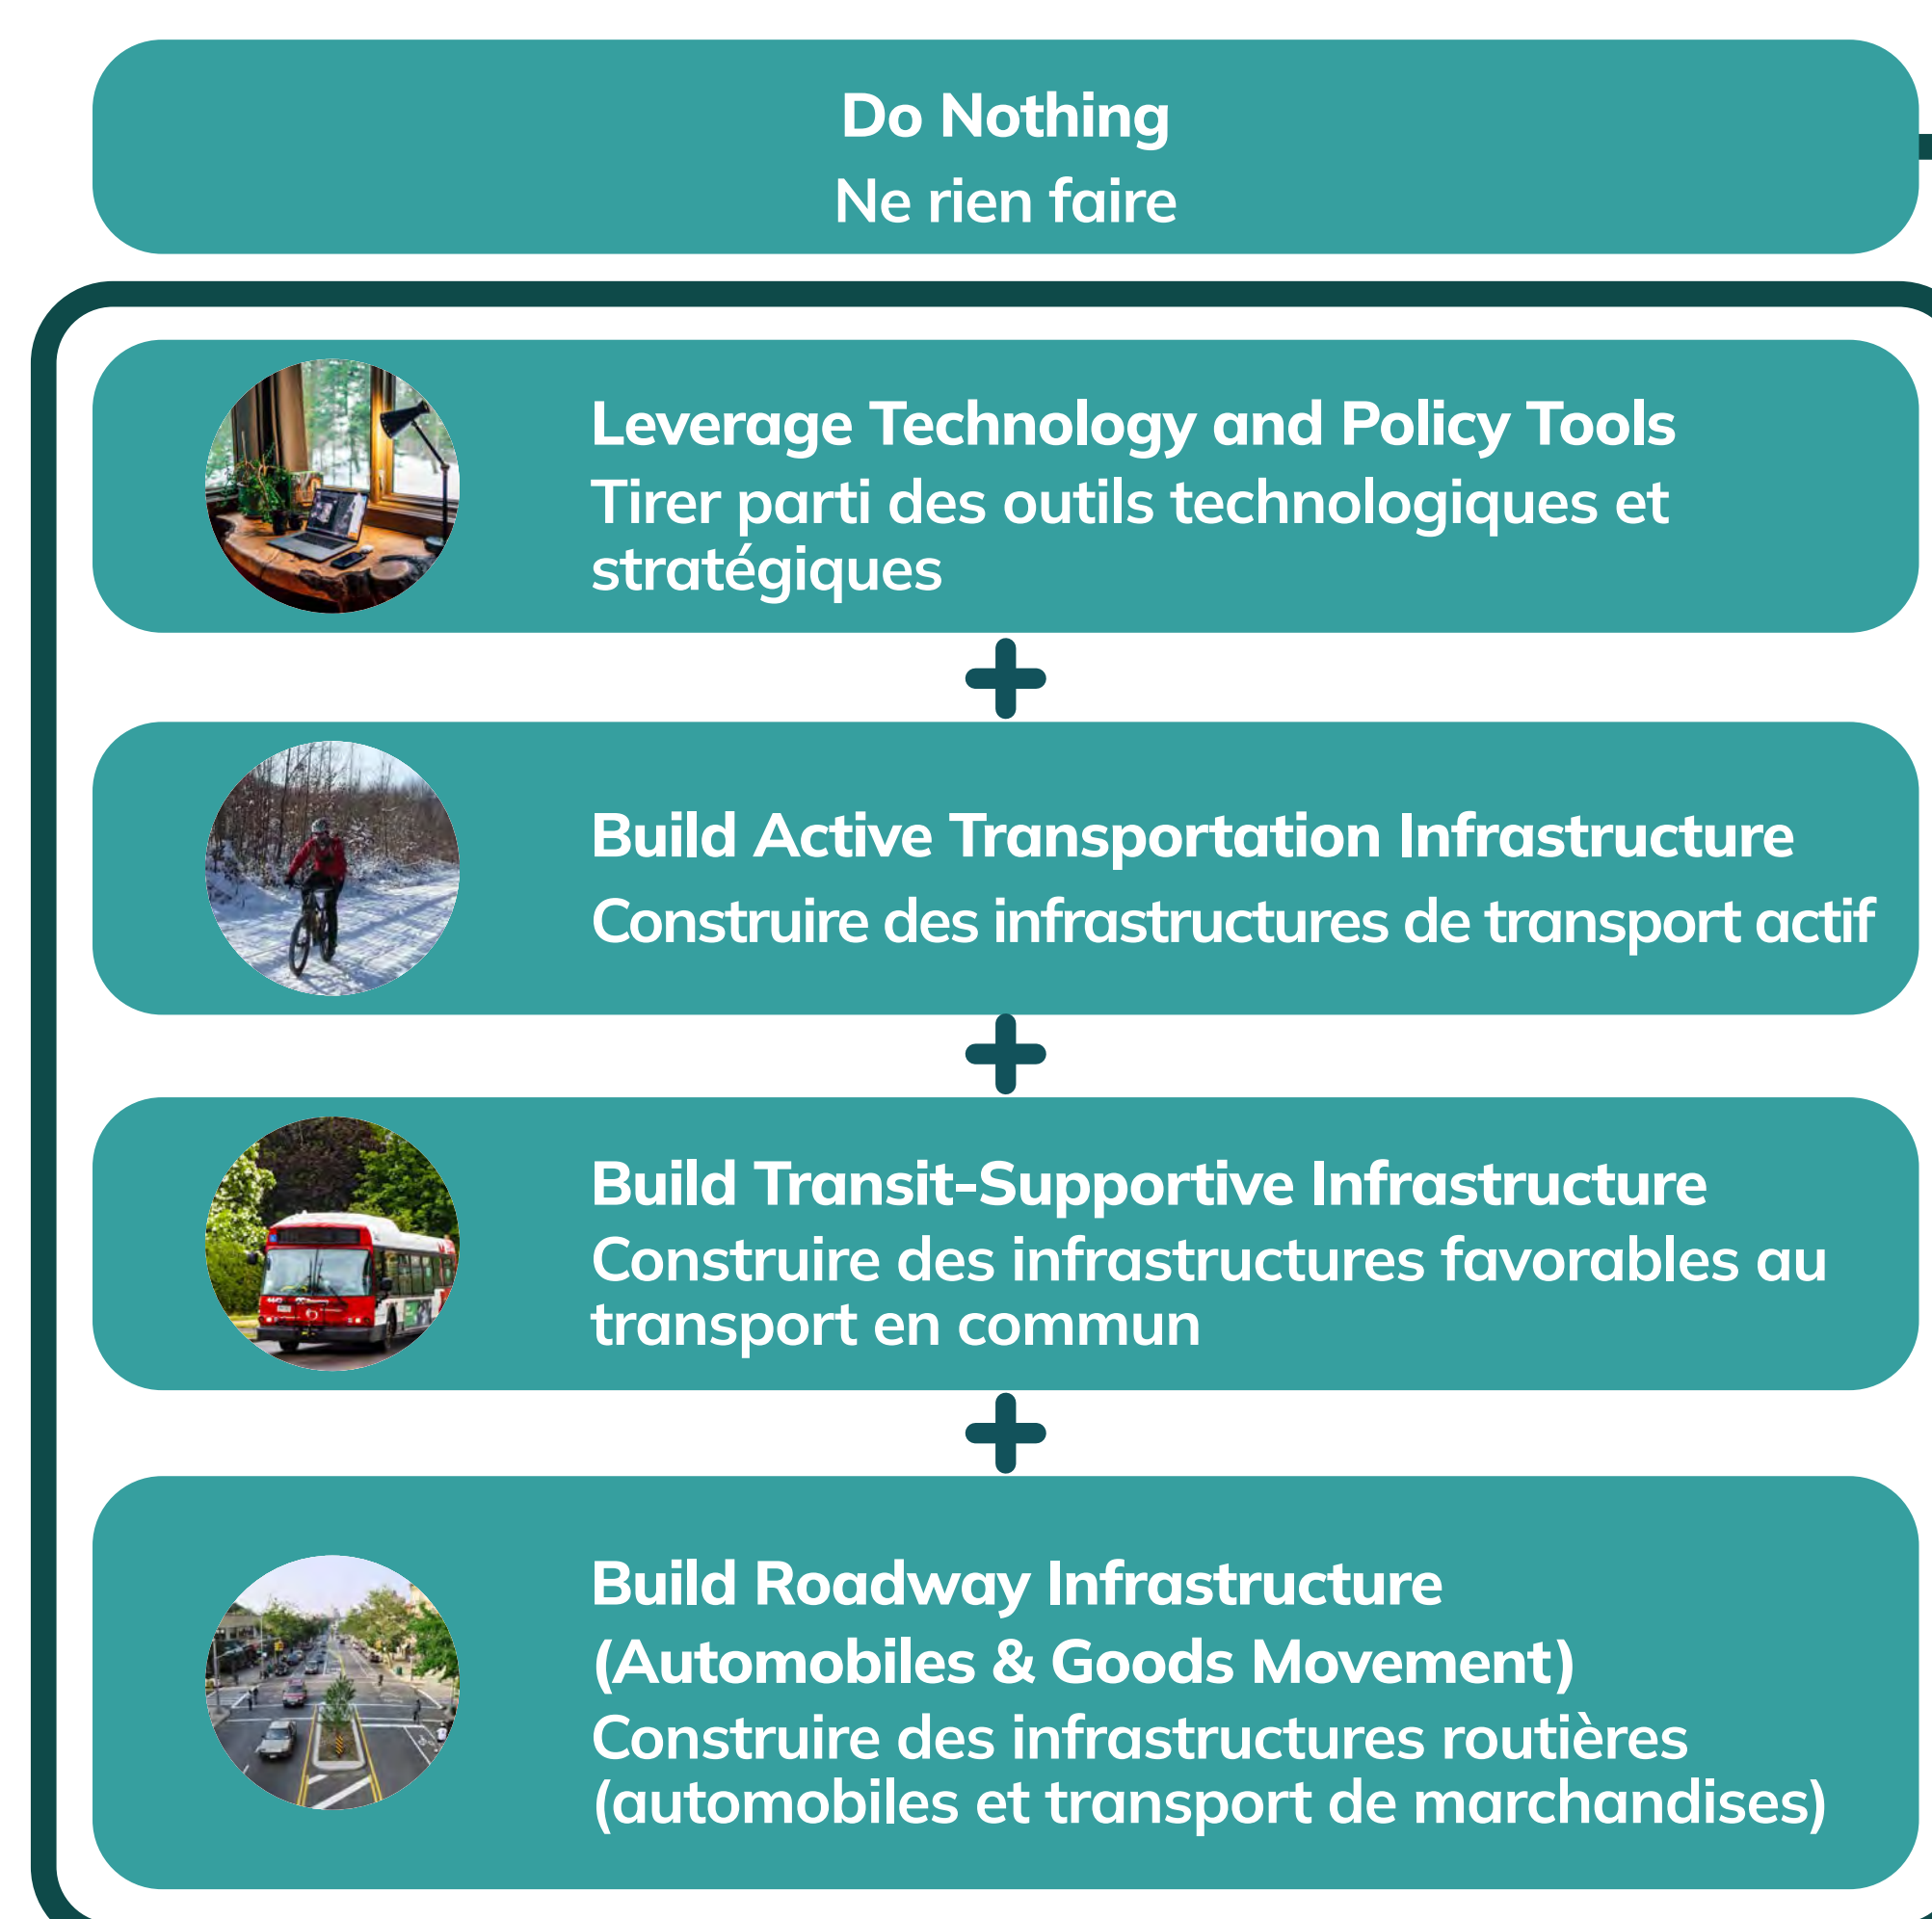 Do Nothing
Ne rien faire
Leverage Technology and Policy Tools
Tirer parti des outils technologiques et
stratégiques
Build Active Transportation Infrastructure
Construire des infrastructures de transport actif
Build Transit-Supportive Infrastructure
Construire des infrastructures favorables au
transport en commun
Build Roadway Infrastructure
(Automobiles & Goods Movement)
Construire des infrastructures routières
(automobiles et transport de marchandises)